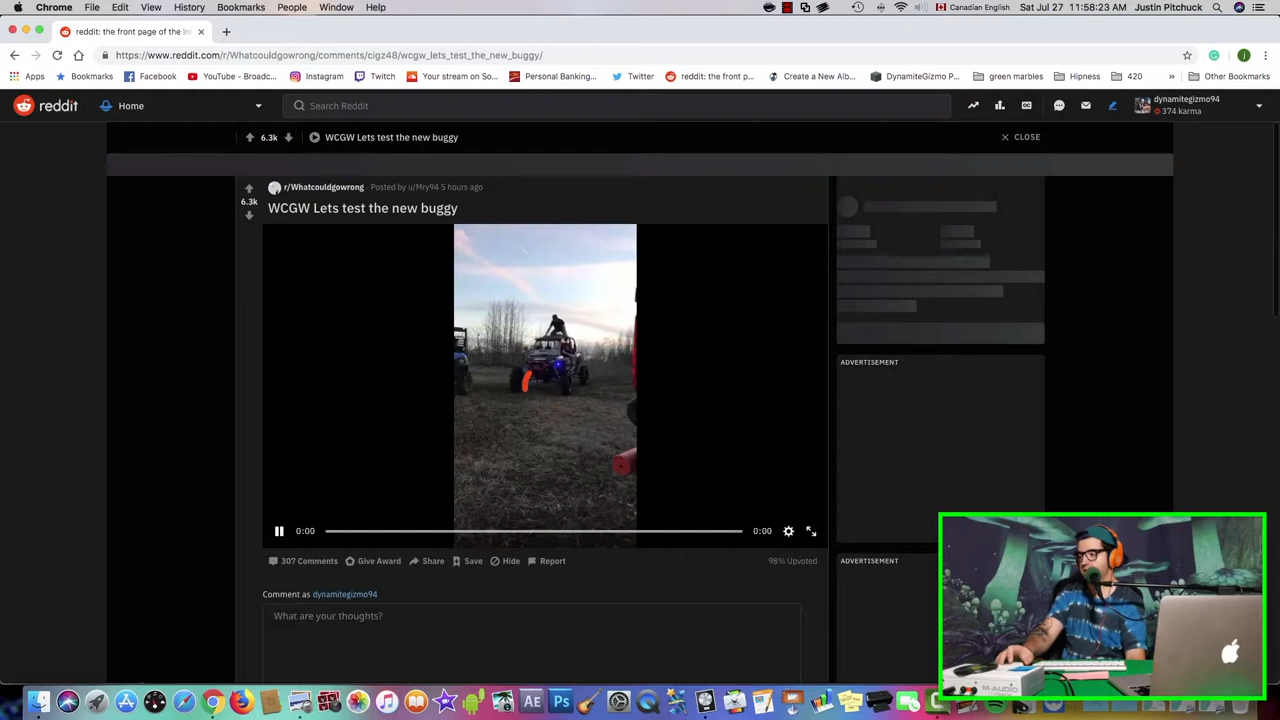 Chrome File Edit View History Bookmarks People Window Help Canadian English Sat Jul 27 11:58:23 AM Justin Pitchuck
reddit: the front page of the in
https://www.reddit.com/r/Whatcouldgowrong/comments/cigz48/wcgw_lets_test_the_new_buggy/
Apps Bookmarks Facebook YouTube - Broadc... Instagram Twitch Your stream on So... Personal Banking... Twitter reddit: the front p... Create a New Alb... DynamiteGizmo P... green marbles Hipness 420 » Other Bookmarks
reddit Home Search Reddit dynamitegizmo94
374 karma
6.3k WCGW Lets test the new buggy CLOSE
r/Whatcouldgowrong · Posted by u/Mry94 5 hours ago
6.3k
WCGW Lets test the new buggy
ADVERTISEMENT
0:00 0:00
307 Comments Give Award Share Save Hide Report 98% Upvoted
ADVERTISEMENT
Comment as dynamitegizmo94
What are your thoughts?
M-AUDIO
AE Ps